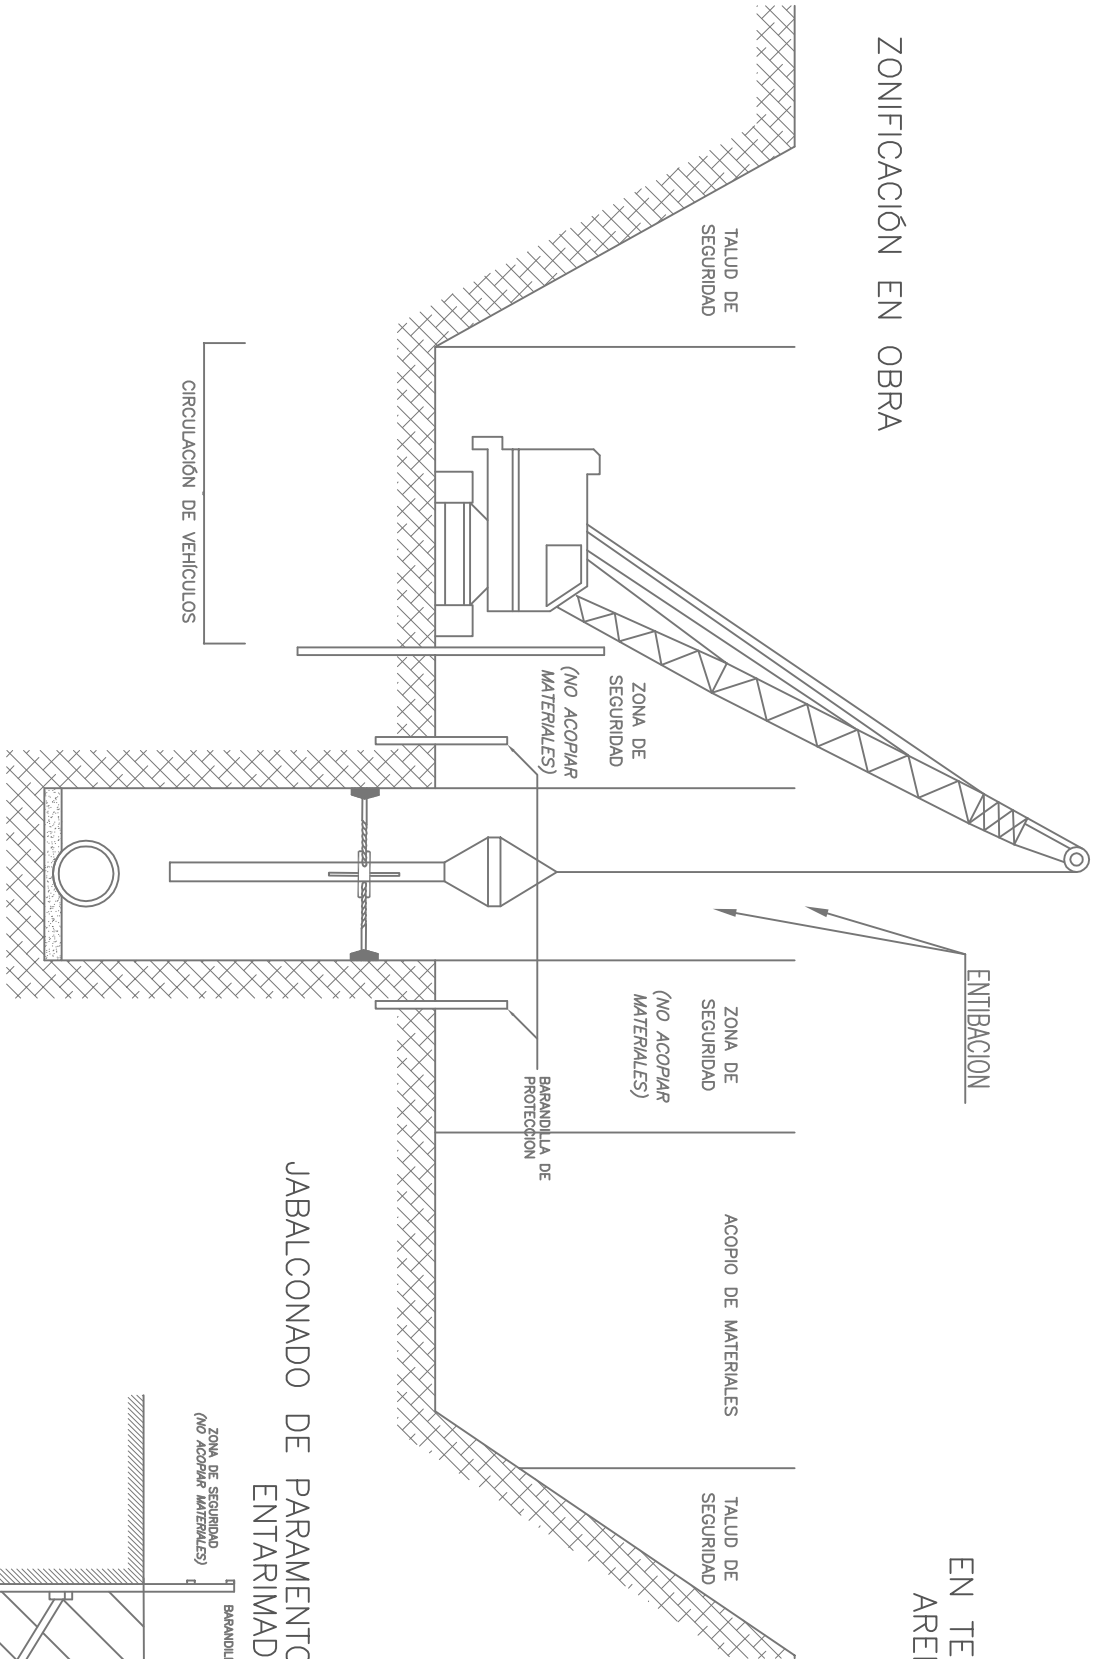 ZONIFICACIÓN EN OBRA
TALUD DE
SEGURIDAD
CIRCULACIÓN DE VEHÍCULOS
ZONA DE
SEGURIDAD
(NO ACOPIAR
MATERIALES)
ENTIBACION
ZONA DE
SEGURIDAD
(NO ACOPIAR
MATERIALES)
BARANDILLA DE
PROTECCION
ACOPIO DE MATERIALES
TALUD DE
SEGURIDAD
JABALCONADO DE PARAMENTO
ENTARIMAD
ZONA DE SEGURIDAD
(NO ACOPIAR MATERIALES)
BARANDILL
EN TE
ARE